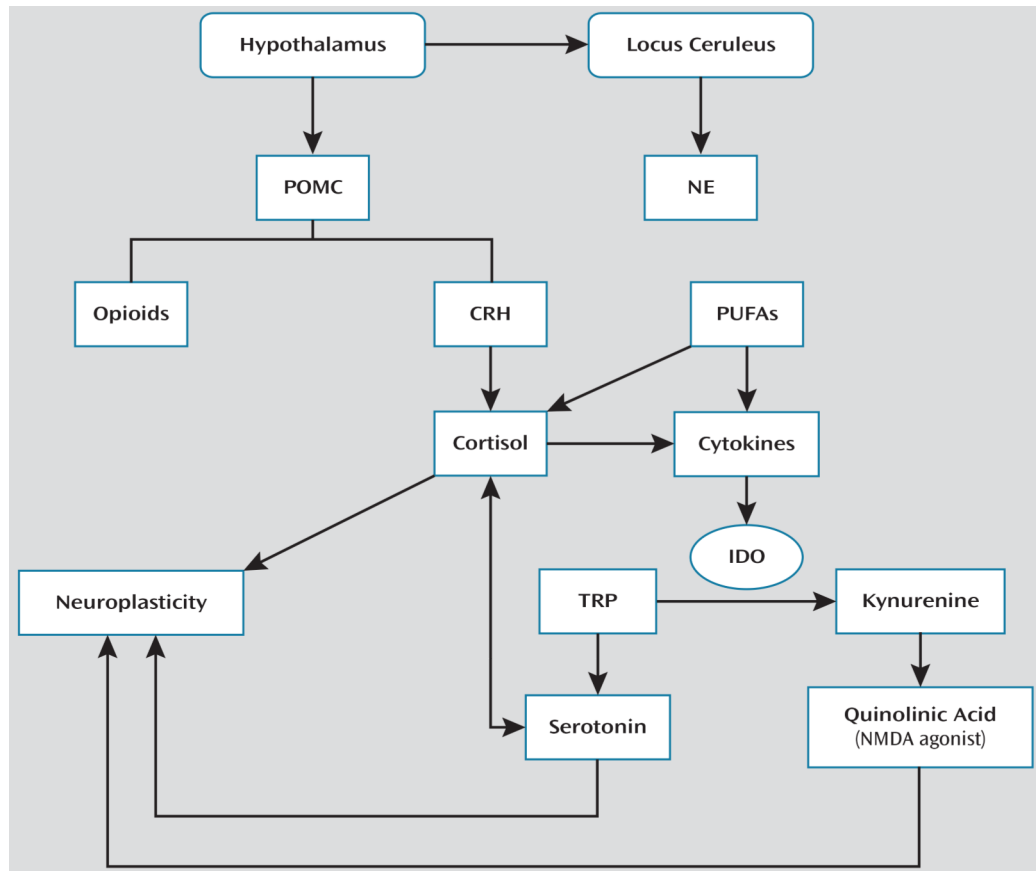 Hypothalamus
Locus Ceruleus
POMC
NE
Opioids
CRH
PUFAs
Cortisol
Cytokines
IDO
Neuroplasticity
TRP
Kynurenine
Serotonin
Quinolinic Acid
(NMDA agonist)